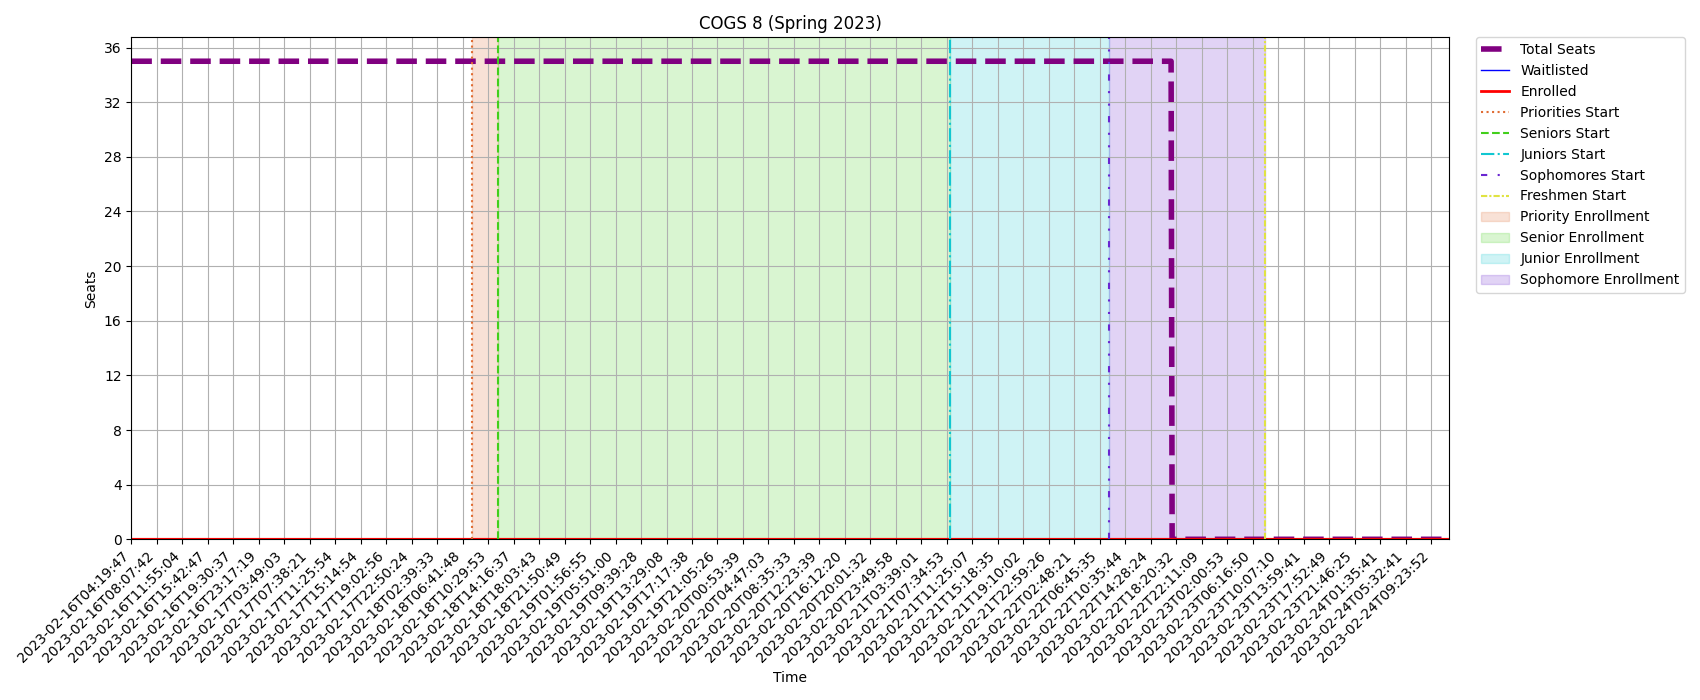 COGS 8 (Spring 2023)
Seats
36
32
28
24
20
16
12
8
4
0
2023-02-16T04:19:47
2023-02-16T08:07:42
2023-02-16T11:55:04
2023-02-16T15:42:47
2023-02-16T19:30:37
2023-02-16T23:17:19
2023-02-17T03:49:03
2023-02-17T07:38:21
2023-02-17T11:25:54
2023-02-17T15:14:54
2023-02-17T19:02:56
2023-02-17T22:50:24
2023-02-18T02:39:33
2023-02-18T06:41:48
2023-02-18T10:29:53
2023-02-18T14:16:37
2023-02-18T18:03:43
2023-02-18T21:50:49
2023-02-19T01:56:55
2023-02-19T05:51:00
2023-02-19T09:39:28
2023-02-19T13:29:08
2023-02-19T17:17:38
2023-02-19T21:05:26
2023-02-20T00:53:39
2023-02-20T04:47:03
2023-02-20T08:35:33
2023-02-20T12:23:39
2023-02-20T16:12:20
2023-02-20T20:01:32
2023-02-20T23:49:58
2023-02-21T03:39:01
2023-02-21T07:34:53
2023-02-21T11:25:07
2023-02-21T15:18:35
2023-02-21T19:10:02
2023-02-21T22:59:26
2023-02-22T02:48:21
2023-02-22T06:45:35
2023-02-22T10:35:44
2023-02-22T14:28:24
2023-02-22T18:20:32
2023-02-22T22:11:09
2023-02-23T02:00:53
2023-02-23T06:16:50
2023-02-23T10:07:10
2023-02-23T13:59:41
2023-02-23T17:52:49
2023-02-23T21:46:25
2023-02-24T01:35:41
2023-02-24T05:32:41
2023-02-24T09:23:52
Time
Total Seats
Waitlisted
Enrolled
Priorities Start
Seniors Start
Juniors Start
Sophomores Start
Freshmen Start
Priority Enrollment
Senior Enrollment
Junior Enrollment
Sophomore Enrollment